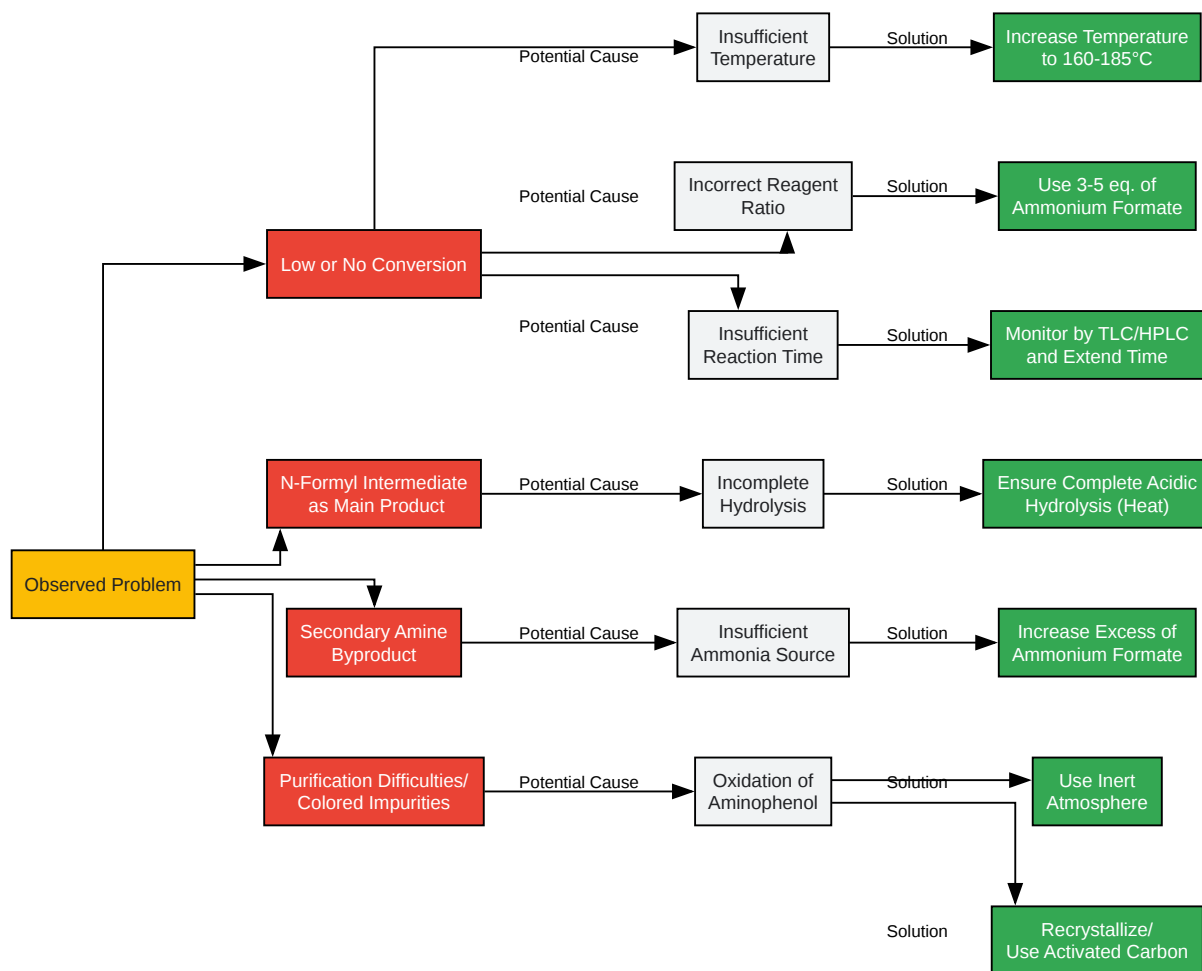 Insufficient
Temperature
Potential Cause
Solution
Increase Temperature
to 160-185°C
Incorrect Reagent
Ratio
Potential Cause
Solution
Use 3-5 eq. of
Ammonium Formate
Low or No Conversion
Potential Cause
Insufficient
Reaction Time
Solution
Monitor by TLC/HPLC
and Extend Time
N-Formyl Intermediate
as Main Product
Potential Cause
Incomplete
Hydrolysis
Solution
Ensure Complete Acidic
Hydrolysis (Heat)
Observed Problem
Secondary Amine
Byproduct
Potential Cause
Insufficient
Ammonia Source
Solution
Increase Excess of
Ammonium Formate
Purification Difficulties/
Colored Impurities
Potential Cause
Oxidation of
Aminophenol
Solution
Use Inert
Atmosphere
Solution
Recrystallize/
Use Activated Carbon